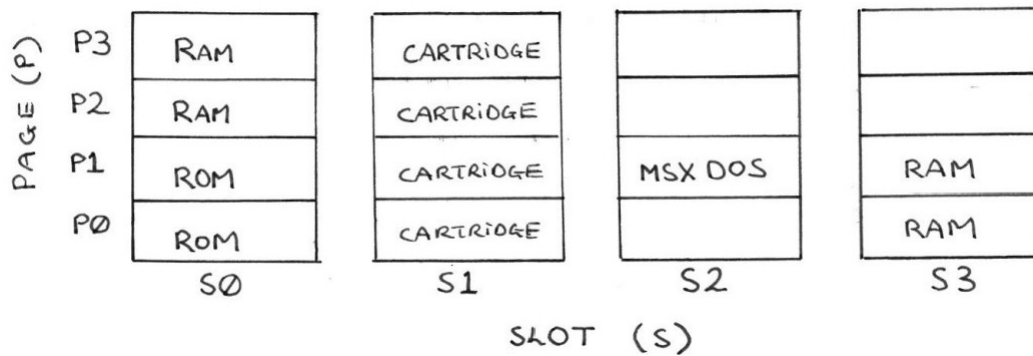 P3 RAM CARTRIDGE
P2 RAM CARTRIDGE
P1 ROM CARTRIDGE MSX DOS RAM
PØ ROM CARTRIDGE RAM
SØ S1 S2 S3
PAGE (P)
SLOT (S)